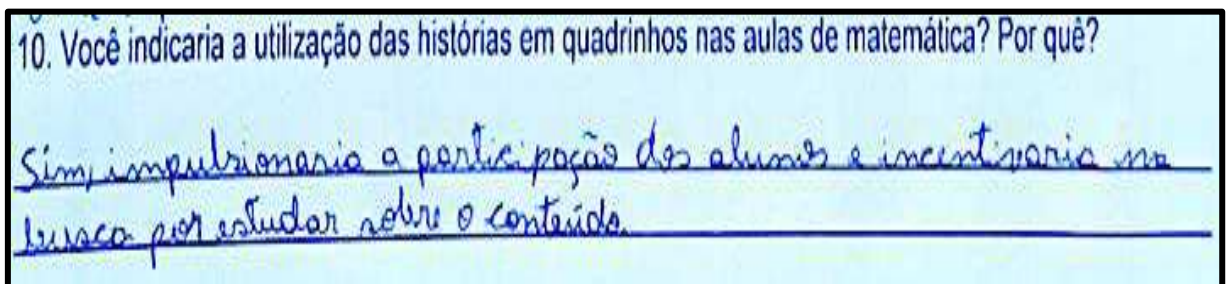 10. Você indicaria a utilização das histórias em quadrinhos nas aulas de matemática? Por quê?
Sim, impulsionaria a participação dos alunos e incentivaria na
busca por estudar sobre o conteúdo.